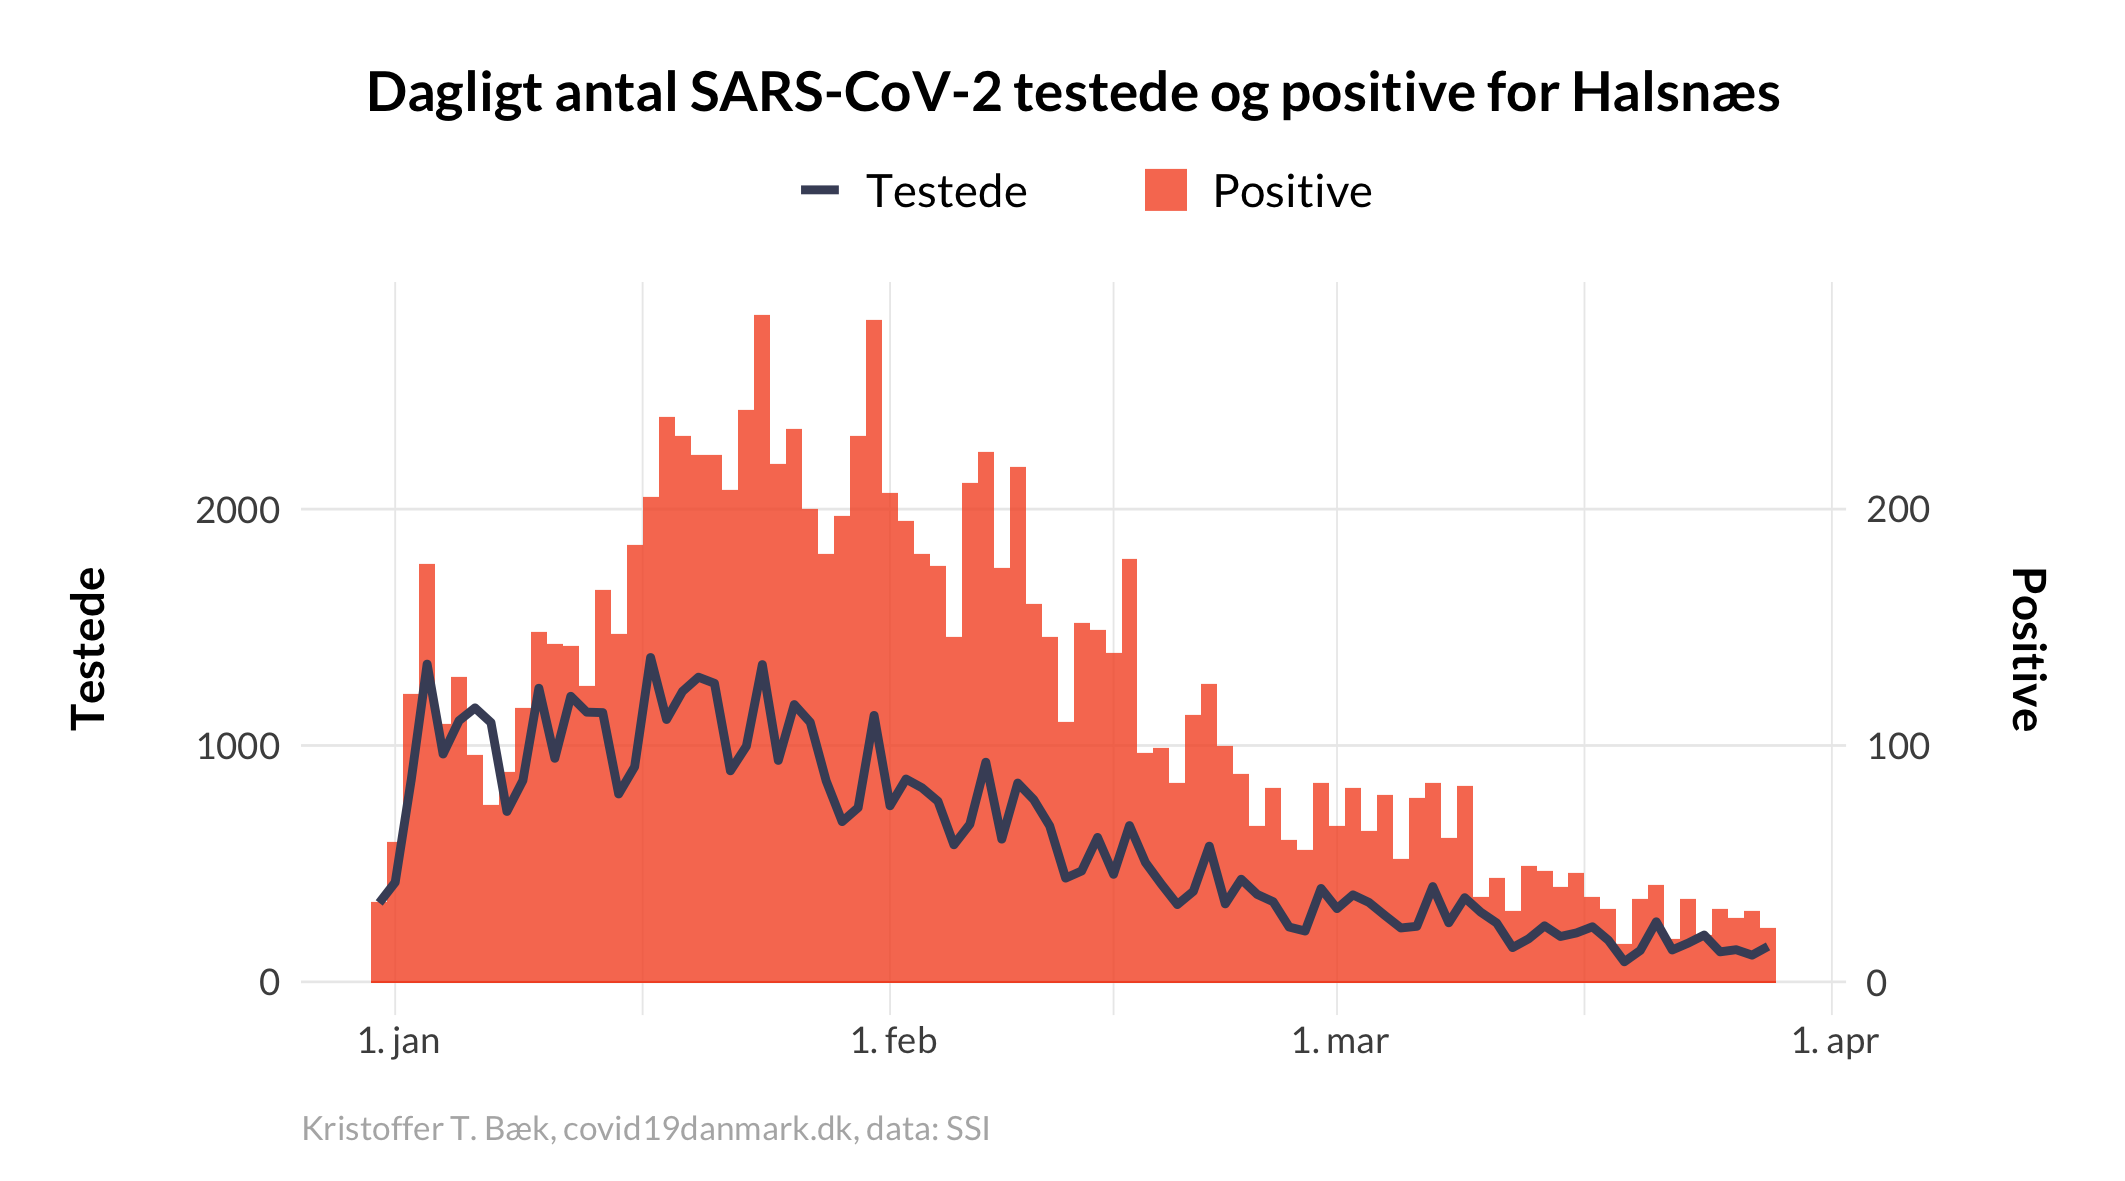 Dagligt antal SARS-CoV-2 testede og positive for Halsnæs
Testede
Positive
2000
1000
0
Testede
200
100
0
Positive
1. jan
1. feb
1. mar
1. apr
Kristoffer T. Bæk, covid19danmark.dk, data: SSI